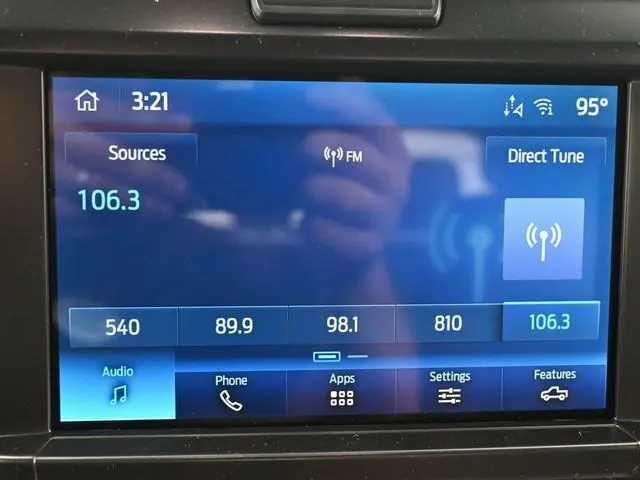 3:21
95°
Sources
FM
Direct Tune
106.3
540
89.9
98.1
810
106.3
Audio
Phone
Apps
Settings
Features